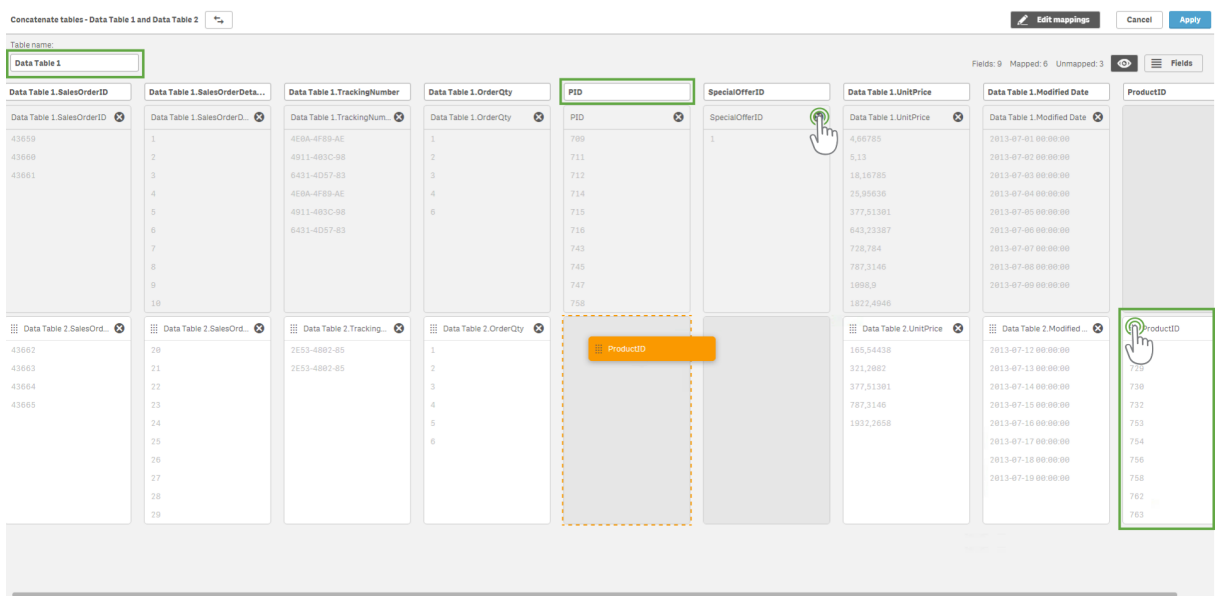 Concatenate tables - Data Table 1 and Data Table 2
Edit mappings
Cancel
Apply
Table name:
Data Table 1
Fields: 9 Mapped: 6 Unmapped: 3
Fields
Data Table 1.SalesOrderID
Data Table 1.SalesOrderDeta...
Data Table 1.TrackingNumber
Data Table 1.OrderQty
PID
SpecialOfferID
Data Table 1.UnitPrice
Data Table 1.Modified Date
ProductID
Data Table 1.SalesOrderID
43659
43660
43661
Data Table 1.SalesOrderD...
1
2
3
4
5
6
7
8
9
10
Data Table 1.TrackingNum...
4E0A-4F89-AE
4911-403C-98
6431-4D57-83
4E0A-4F89-AE
4911-403C-98
6431-4D57-83
Data Table 1.OrderQty
1
2
3
4
6
PID
709
711
712
714
715
716
743
745
747
758
SpecialOfferID
1
Data Table 1.UnitPrice
4,66785
5,13
18,16785
25,95636
377,51301
643,23387
728,784
787,3146
1098,9
1822,4946
Data Table 1.Modified Date
2013-07-01 00:00:00
2013-07-02 00:00:00
2013-07-03 00:00:00
2013-07-04 00:00:00
2013-07-05 00:00:00
2013-07-06 00:00:00
2013-07-07 00:00:00
2013-07-08 00:00:00
2013-07-09 00:00:00
Data Table 2.SalesOrd...
43662
43663
43664
43665
Data Table 2.SalesOrd...
20
21
22
23
24
25
26
27
28
29
Data Table 2.Tracking...
2E53-4802-85
2E53-4802-85
Data Table 2.OrderQty
1
2
3
4
5
6
ProductID
Data Table 2.UnitPrice
165,54438
321,2082
377,51301
787,3146
1932,2658
Data Table 2.Modified ...
2013-07-12 00:00:00
2013-07-13 00:00:00
2013-07-14 00:00:00
2013-07-15 00:00:00
2013-07-16 00:00:00
2013-07-17 00:00:00
2013-07-18 00:00:00
2013-07-19 00:00:00
ProductID
729
730
732
753
754
756
758
762
763